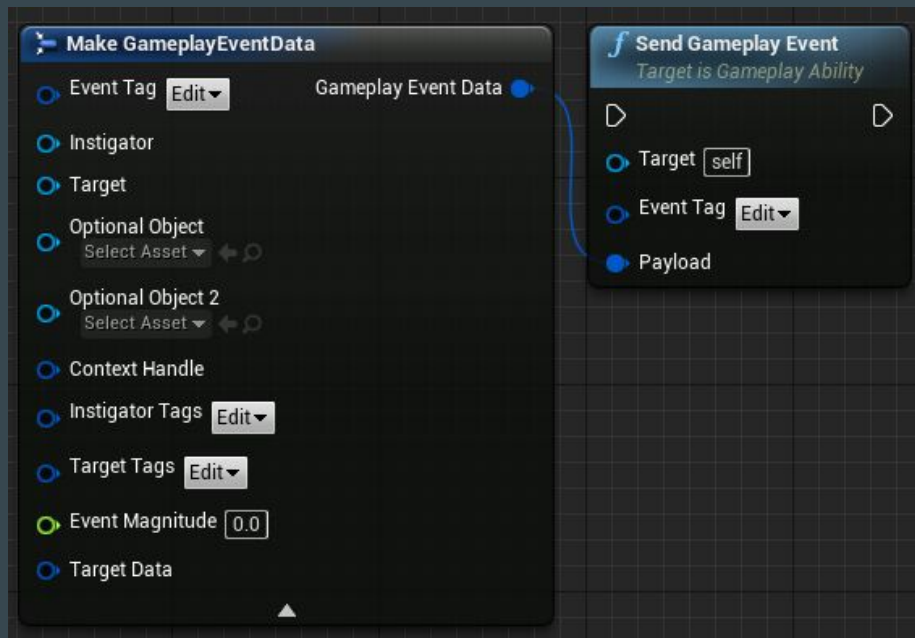 Make GameplayEventData
Event Tag Edit
Gameplay Event Data
Instigator
Target
Optional Object
Select Asset
Optional Object 2
Select Asset
Context Handle
Instigator Tags Edit
Target Tags Edit
Event Magnitude 0.0
Target Data
f Send Gameplay Event
Target is Gameplay Ability
Target self
Event Tag Edit
Payload